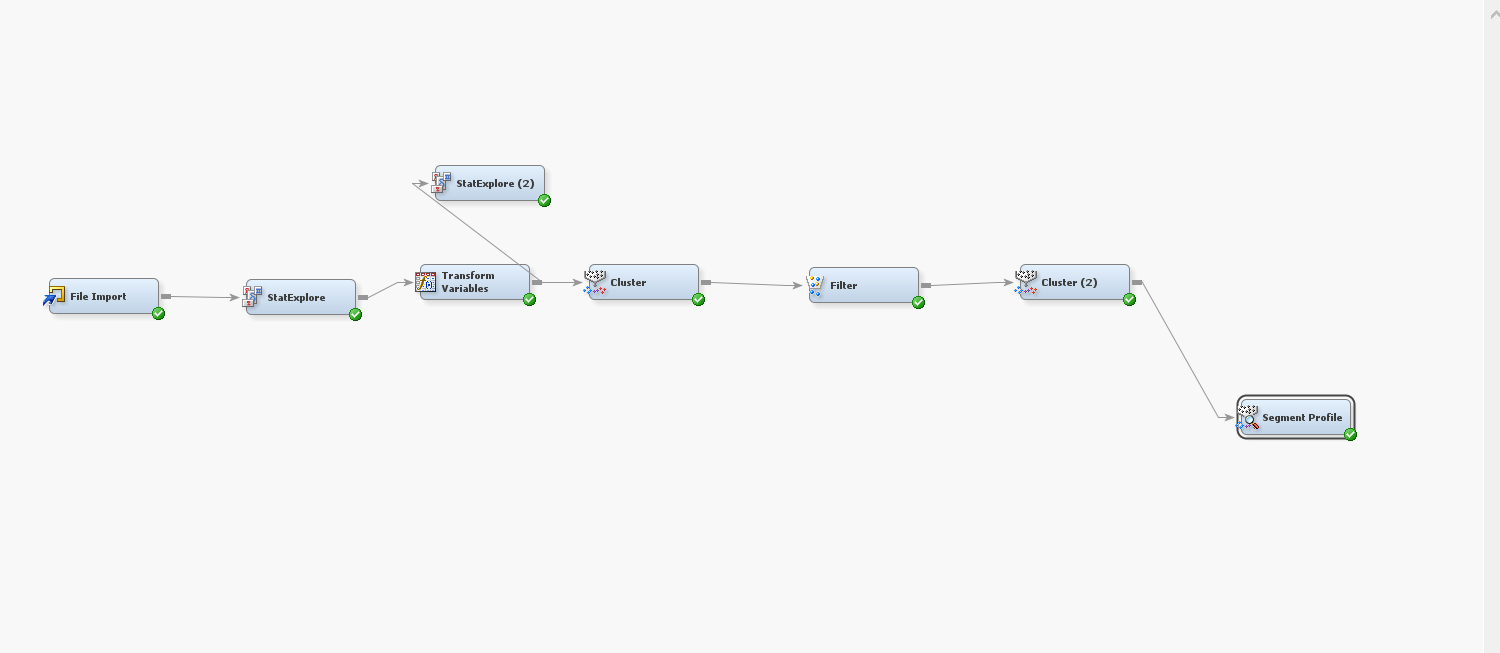 StatExplore (2)
File Import
StatExplore
Transform
Variables
Cluster
Filter
Cluster (2)
Segment Profile